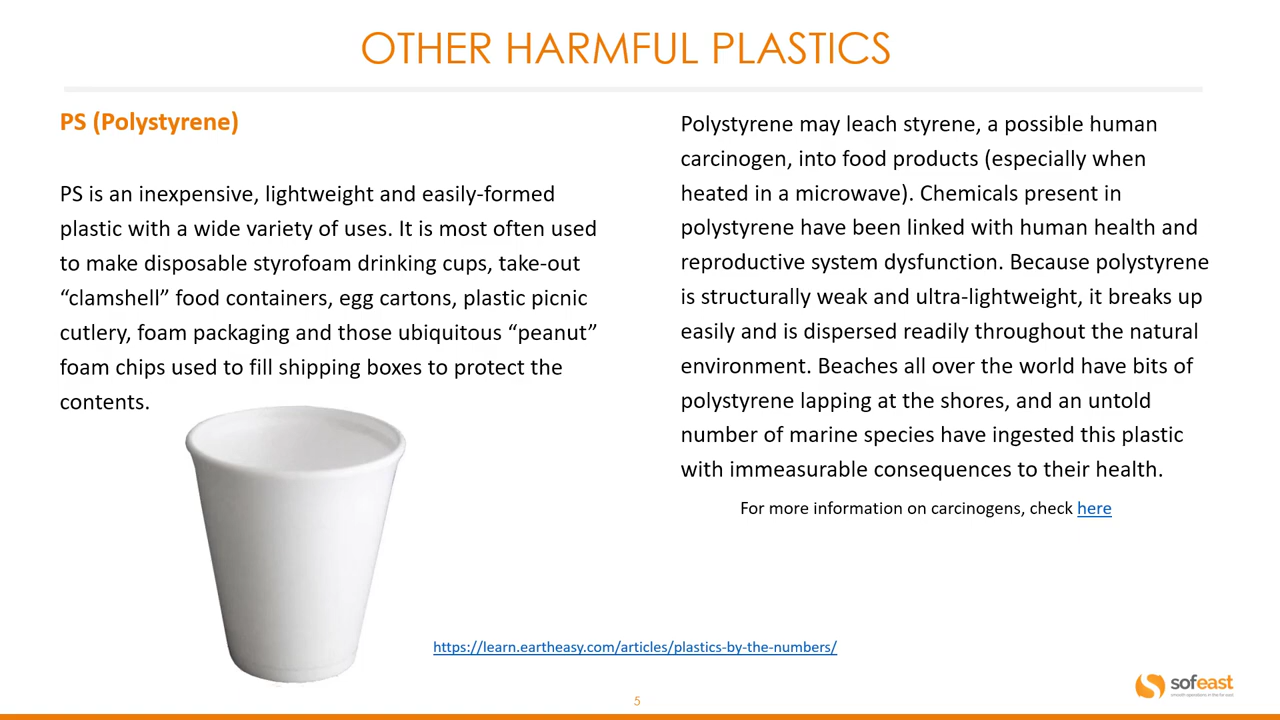 OTHER HARMFUL PLASTICS
PS (Polystyrene)
PS is an inexpensive, lightweight and easily-formed
plastic with a wide variety of uses. It is most often used
to make disposable styrofoam drinking cups, take-out
“clamshell” food containers, egg cartons, plastic picnic
cutlery, foam packaging and those ubiquitous “peanut”
foam chips used to fill shipping boxes to protect the
contents.
Polystyrene may leach styrene, a possible human
carcinogen, into food products (especially when
heated in a microwave). Chemicals present in
polystyrene have been linked with human health and
reproductive system dysfunction. Because polystyrene
is structurally weak and ultra-lightweight, it breaks up
easily and is dispersed readily throughout the natural
environment. Beaches all over the world have bits of
polystyrene lapping at the shores, and an untold
number of marine species have ingested this plastic
with immeasurable consequences to their health.
For more information on carcinogens, check here
https://learn.eartheasy.com/articles/plastics-by-the-numbers/
sofeast
smooth operations in the far east
5